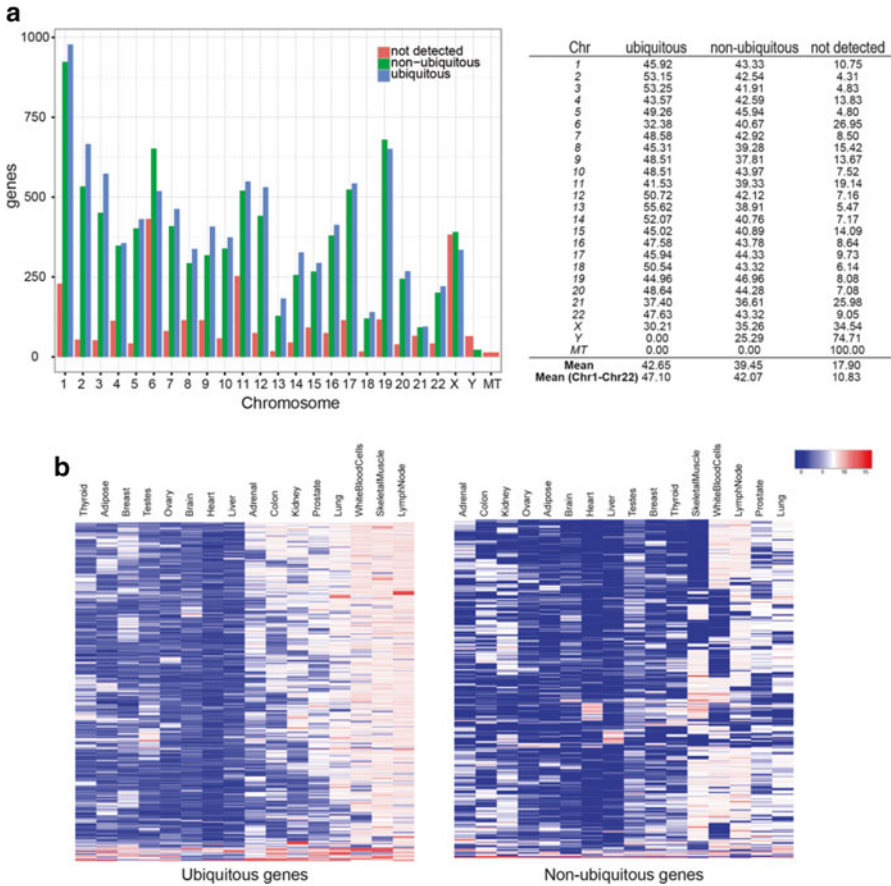 a
1000
750
500
250
0
genes
not detected
non-ubiquitous
ubiquitous
1 2 3 4 5 6 7 8 9 10 11 12 13 14 15 16 17 18 19 20 21 22 X Y MT
Chromosome
Chr ubiquitous non-ubiquitous not detected
1 45.92 43.33 10.75
2 53.15 42.54 4.31
3 53.25 41.91 4.83
4 43.57 42.59 13.83
5 49.26 45.94 4.80
6 32.38 40.67 26.95
7 48.58 42.92 8.50
8 45.31 39.28 15.42
9 48.51 37.81 13.67
10 48.51 43.97 7.52
11 41.53 39.33 19.14
12 50.72 42.12 7.16
13 55.62 38.91 5.47
14 52.07 40.76 7.17
15 45.02 40.89 14.09
16 47.58 43.78 8.64
17 45.94 44.33 9.73
18 50.54 43.32 6.14
19 44.96 46.96 8.08
20 48.64 44.28 7.08
21 37.40 36.61 25.98
22 47.63 43.32 9.05
X 30.21 35.26 34.54
Y 0.00 25.29 74.71
MT 0.00 0.00 100.00
Mean 42.65 39.45 17.90
Mean (Chr1-Chr22) 47.10 42.07 10.83
b
Thyroid Adipose Breast Testes Ovary Brain Heart Liver Adrenal Colon Kidney Prostate Lung WhiteBloodCells SkeletalMuscle LymphNode
Ubiquitous genes
Adrenal Colon Kidney Ovary Adipose Brain Heart Liver Testes Breast Thyroid SkeletalMuscle WhiteBloodCells LymphNode Prostate Lung
Non-ubiquitous genes
0 5 10 15